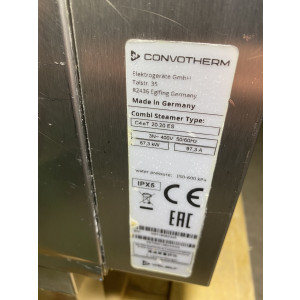 CONVOTHERM
Elektrogeräte GmbH
Talstr. 35
82436 Eglfing Germany
Made in Germany
Combi Steamer Type:
C4eT 20.20 ES
3N~ 400V 50/60Hz
67.3 kW 97.3 A
water pressure: 150-600 kPa
IPX5
CE
EAC